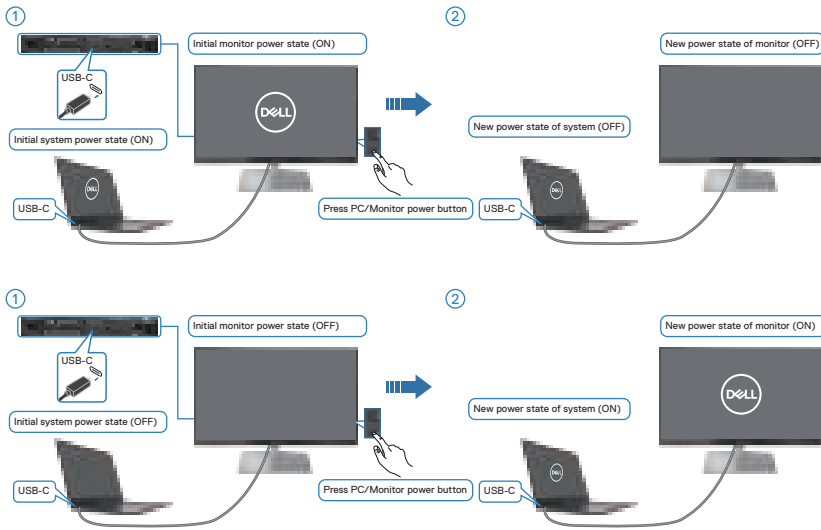 1
2
Initial monitor power state (ON)
New power state of monitor (OFF)
USB-C
DELL
New power state of system (OFF)
Initial system power state (ON)
DELL
DELL
USB-C
Press PC/Monitor power button
USB-C
1
2
Initial monitor power state (OFF)
New power state of monitor (ON)
USB-C
DELL
New power state of system (ON)
Initial system power state (OFF)
DELL
USB-C
Press PC/Monitor power button
USB-C